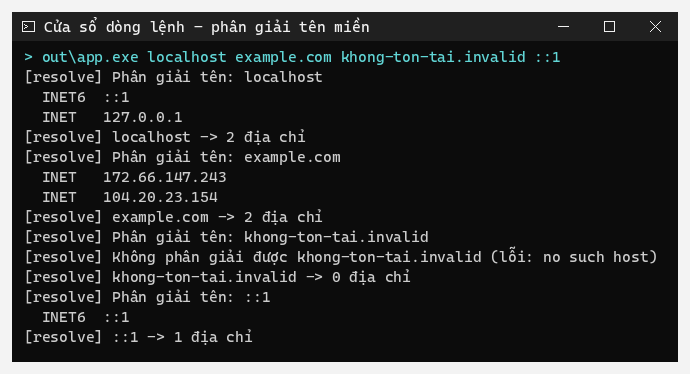 Cửa sổ dòng lệnh – phân giải tên miền
> out\app.exe localhost example.com khong-ton-tai.invalid ::1
[resolve] Phân giải tên: localhost
  INET6  ::1
  INET   127.0.0.1
[resolve] localhost -> 2 địa chỉ
[resolve] Phân giải tên: example.com
  INET   172.66.147.243
  INET   104.20.23.154
[resolve] example.com -> 2 địa chỉ
[resolve] Phân giải tên: khong-ton-tai.invalid
[resolve] Không phân giải được khong-ton-tai.invalid (lỗi: no such host)
[resolve] khong-ton-tai.invalid -> 0 địa chỉ
[resolve] Phân giải tên: ::1
  INET6  ::1
[resolve] ::1 -> 1 địa chỉ